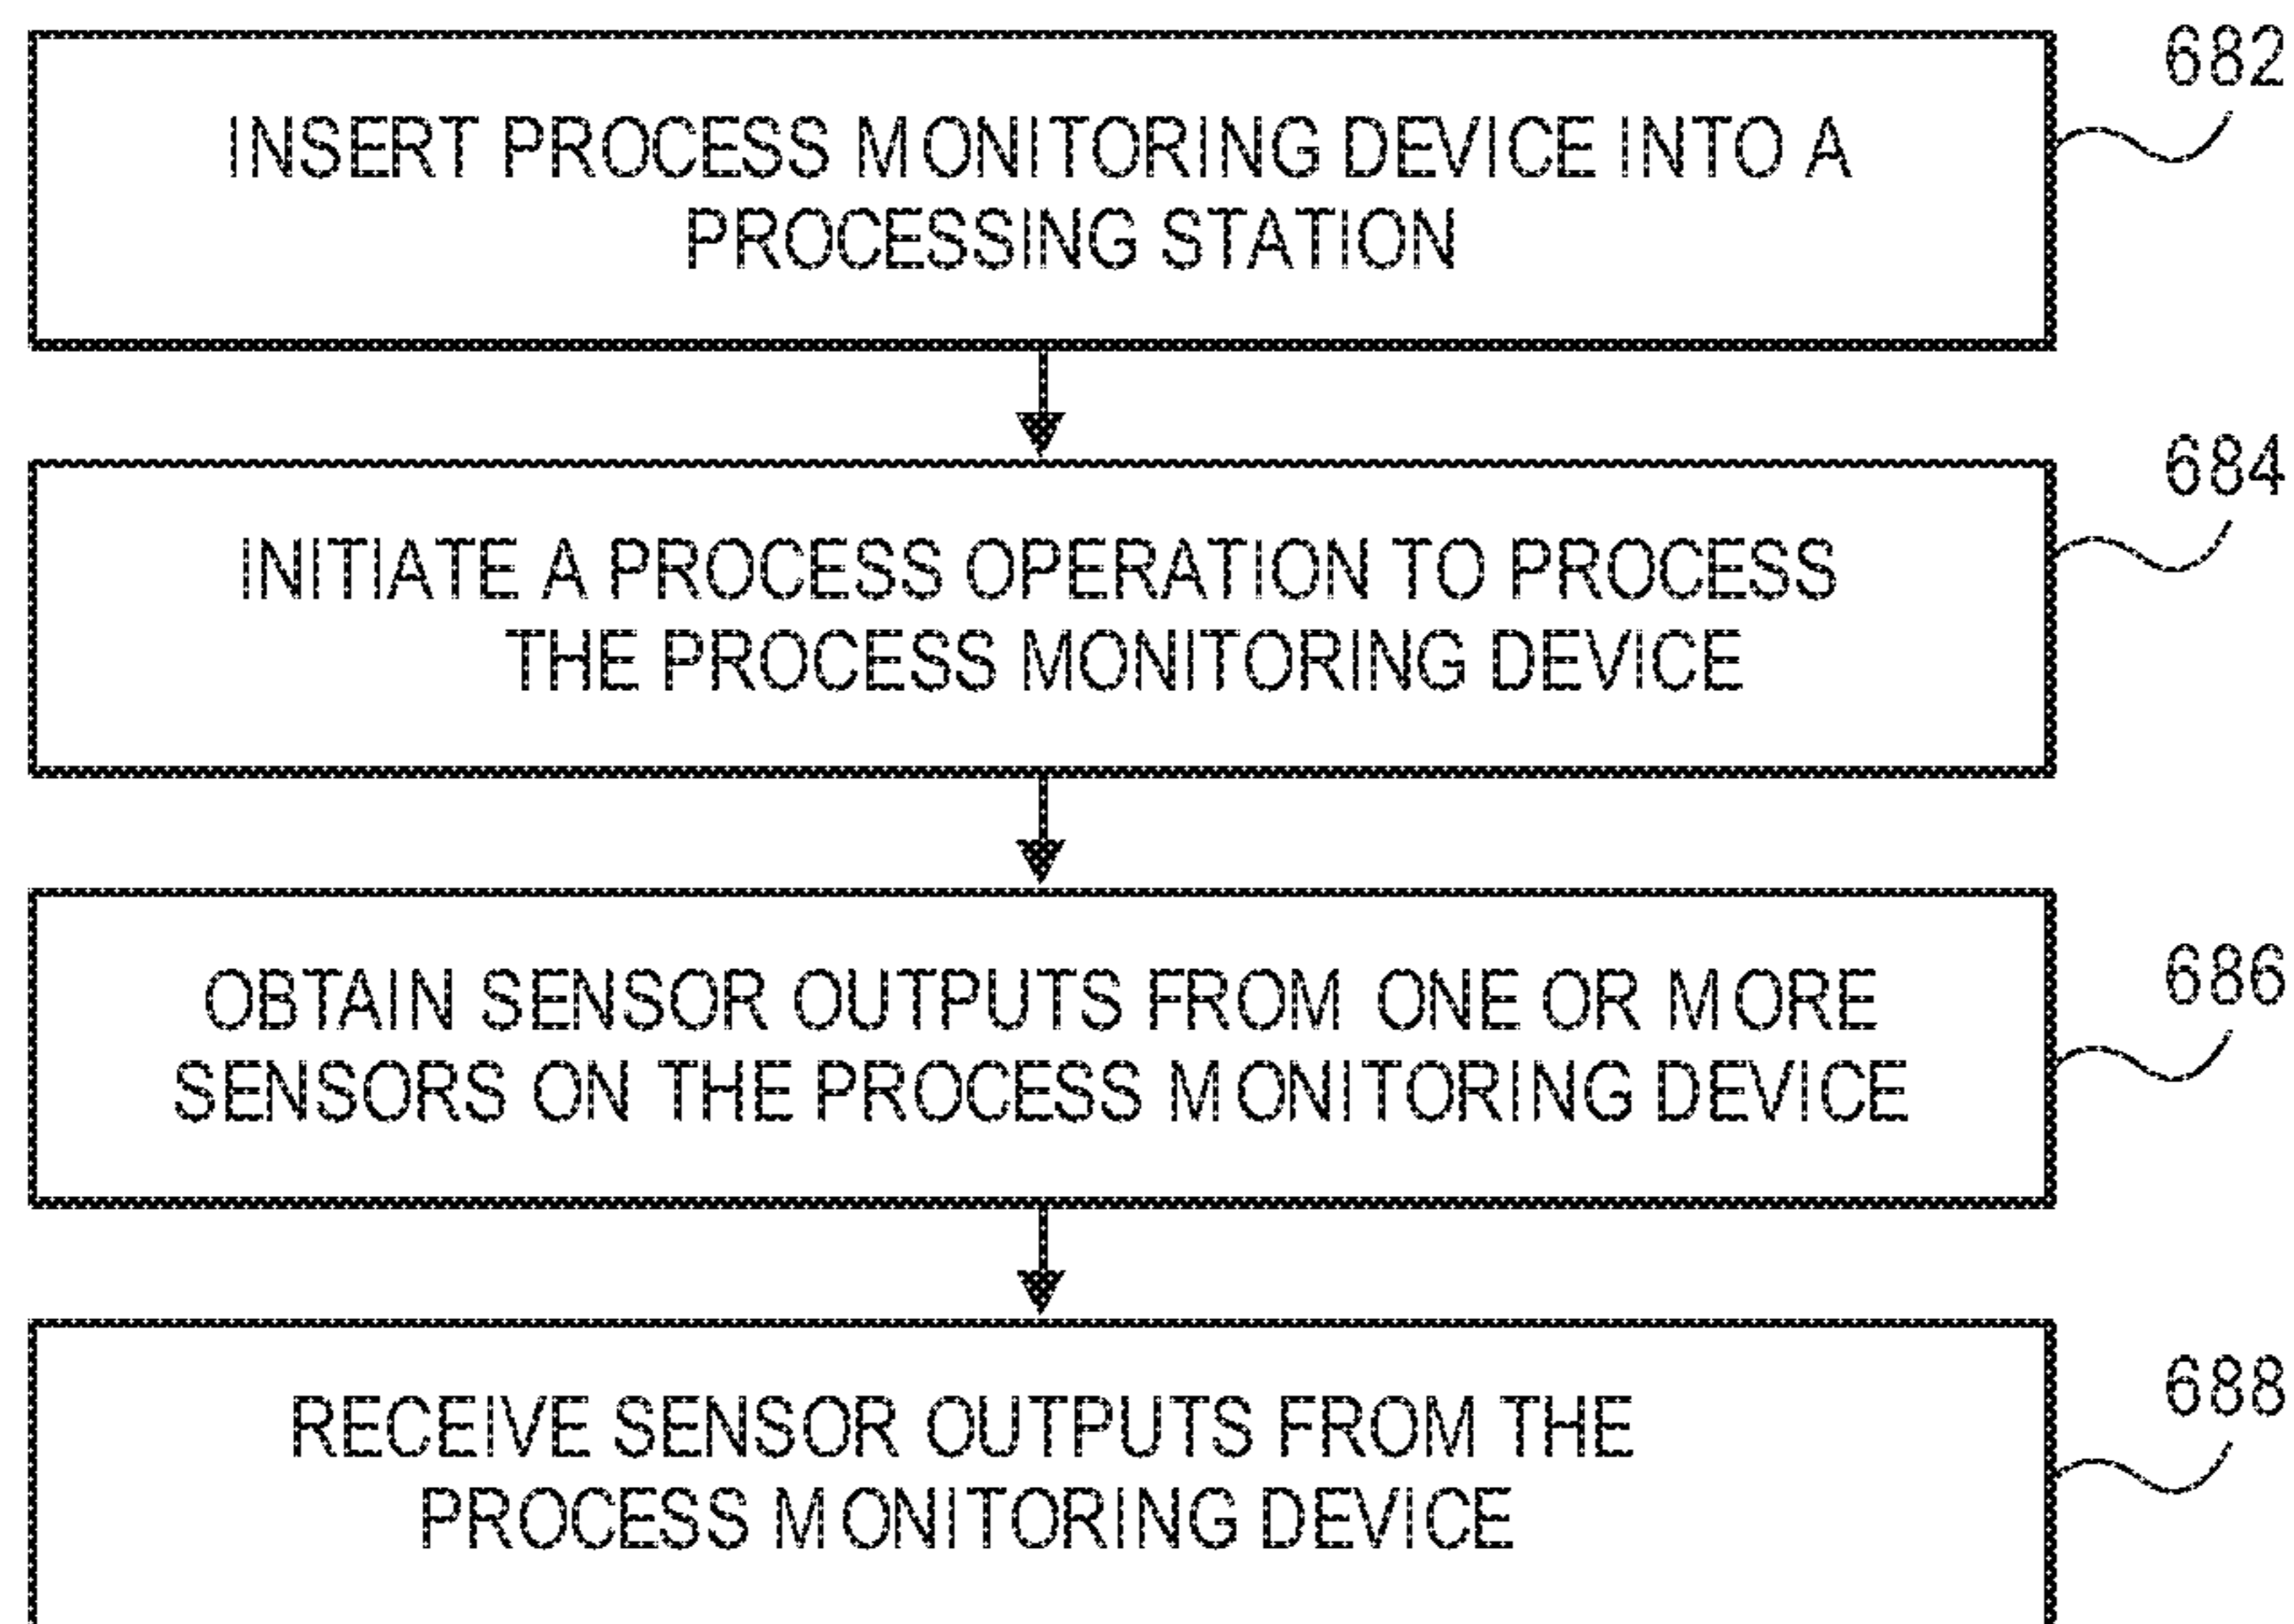 682
INSERT PROCESS MONITORING DEVICE INTO A
PROCESSING STATION
684
INITIATE A PROCESS OPERATION TO PROCESS
THE PROCESS MONITORING DEVICE
686
OBTAIN SENSOR OUTPUTS FROM ONE OR MORE
SENSORS ON THE PROCESS MONITORING DEVICE
688
RECEIVE SENSOR OUTPUTS FROM THE
PROCESS MONITORING DEVICE